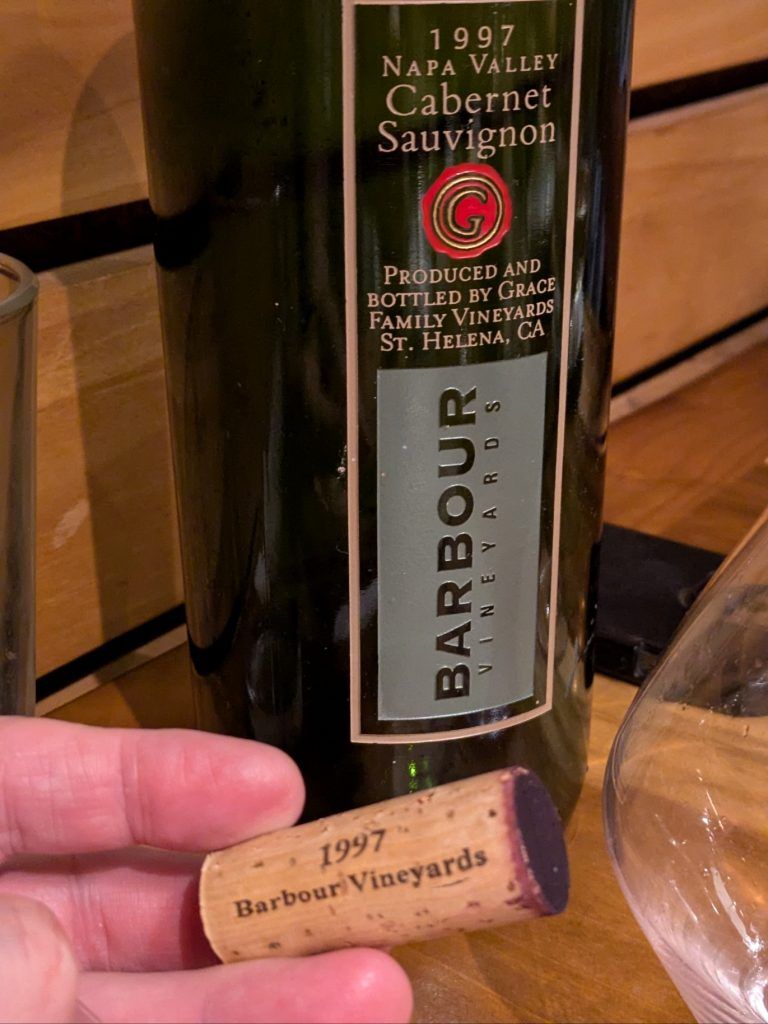 1997
NAPA VALLEY
Cabernet
Sauvignon
G
PRODUCED AND
BOTTLED BY GRACE
FAMILY VINEYARDS
ST. HELENA, CA
BARBOUR
VINEYARDS
1997
Barbour Vineyards